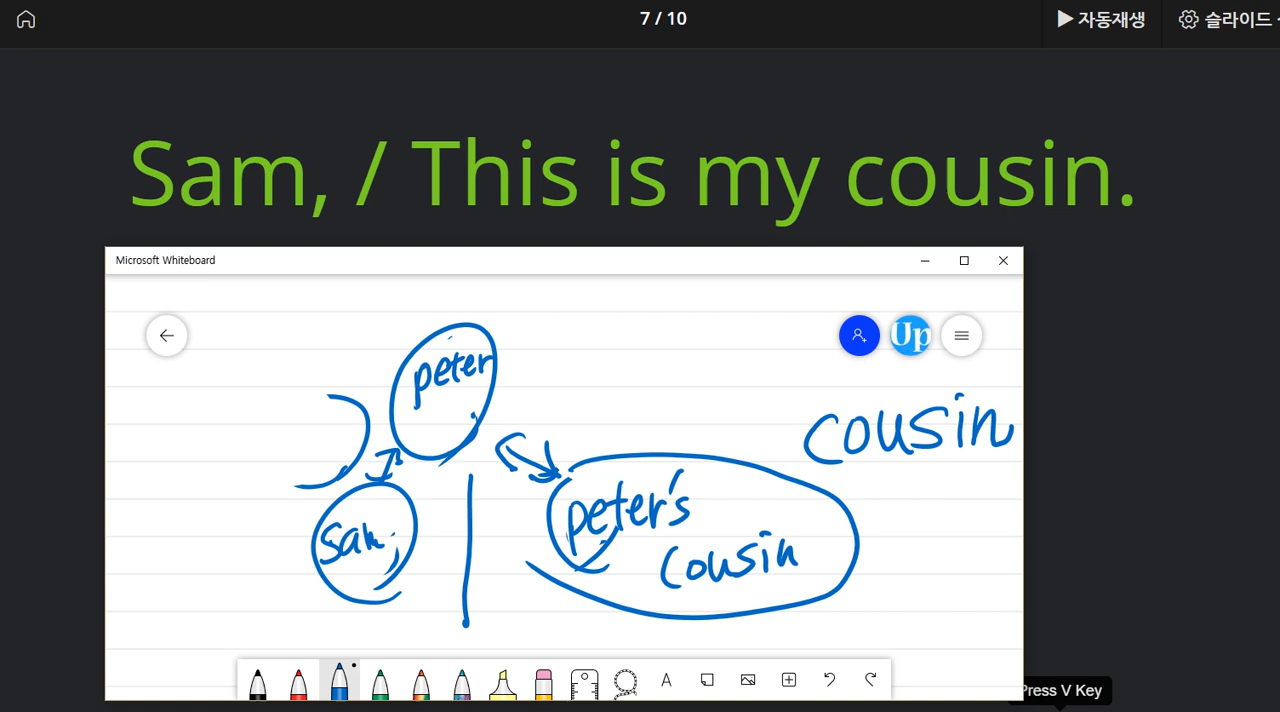 7 / 10
▶ 자동재생
슬라이드
Sam, / This is my cousin.
Microsoft Whiteboard
Up
peter
cousin
sam
peter's
cousin
A
Press V Key